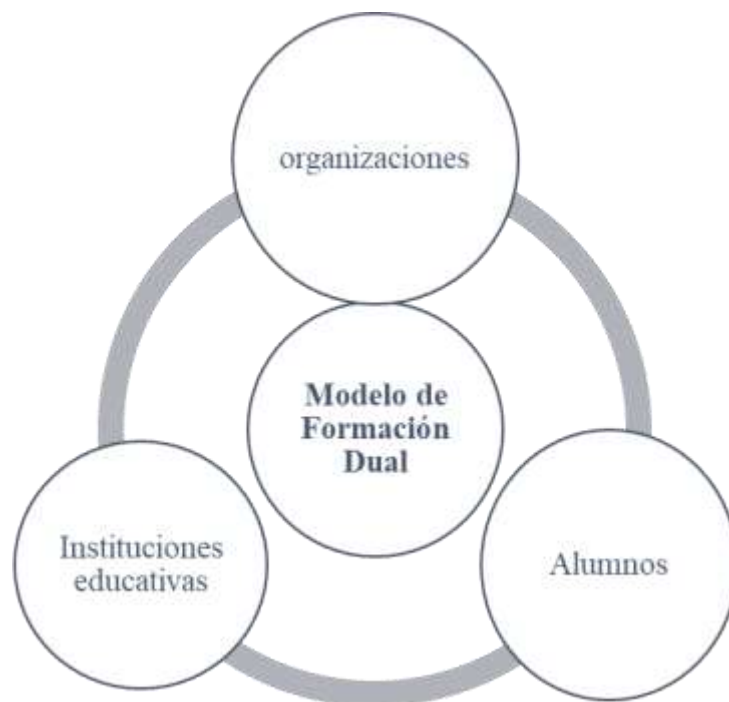 organizaciones
Modelo de
Formación
Dual
Instituciones
educativas
Alumnos